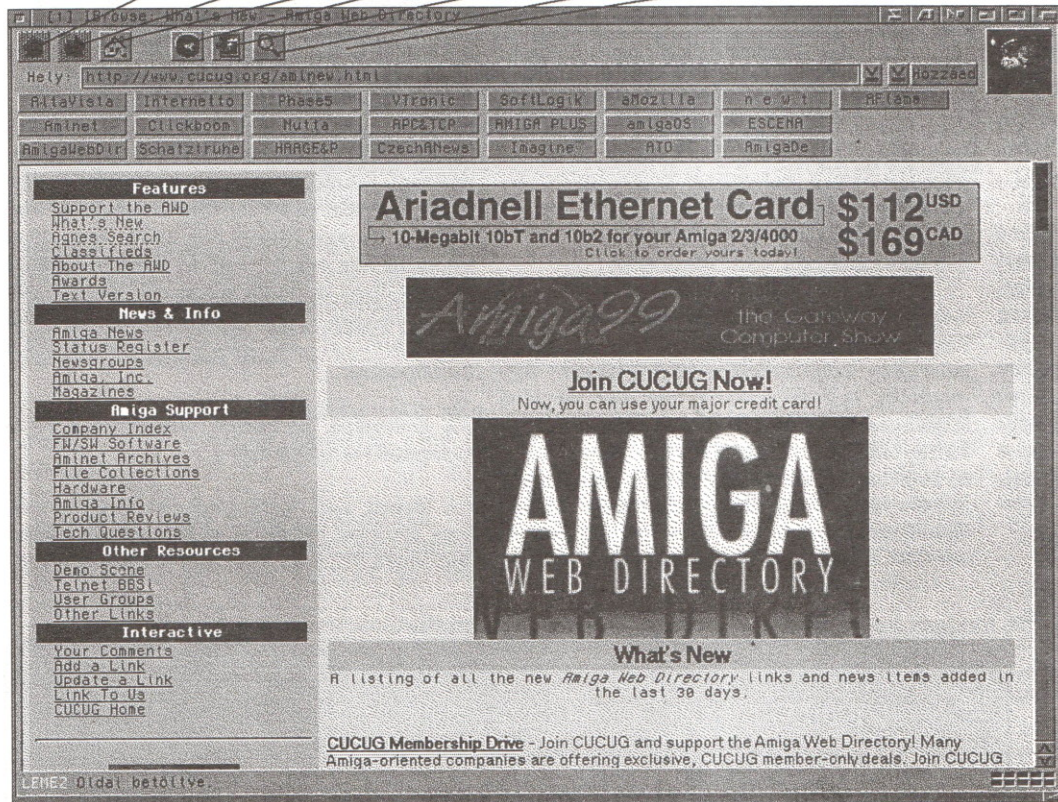 [1] IBrowse: What's New - Amiga Web Directory
Hely: http://www.cucug.org/aminew.html Hozzáad
AltaVista Internetto Phase5 VTronic SoftLogik aMozilla n e w t AFlame
Aminet Clickboom Nutta APC&TCP AMIGA PLUS amigaOS ESCENA
AmigaWebDir Schatztruhe HAAGE&P CzechANews Imagine ATO AmigaDe
Features
Support the AWD
What's New
Agnes Search
Classifieds
About The AWD
Awards
Text Version
News & Info
Amiga News
Status Register
Newsgroups
Amiga, Inc.
Magazines
Amiga Support
Company Index
FW/SW Software
Aminet Archives
File Collections
Hardware
Amiga Info
Product Reviews
Tech Questions
Other Resources
Demo Scene
Telnet BBSi
User Groups
Other Links
Interactive
Your Comments
Add a Link
Update a Link
Link To Us
CUCUG Home
AriadneII Ethernet Card $112 USD
10-Megabit 10bT and 10b2 for your Amiga 2/3/4000 $169 CAD
Click to order yours today!
Amiga99 the Gateway
Computer Show
Join CUCUG Now!
Now, you can use your major credit card!
AMIGA
WEB DIRECTORY
What's New
A listing of all the new Amiga Web Directory links and news items added in
the last 30 days.
CUCUG Membership Drive - Join CUCUG and support the Amiga Web Directory! Many
Amiga-oriented companies are offering exclusive, CUCUG member-only deals. Join CUCUG
Oldal betöltve.